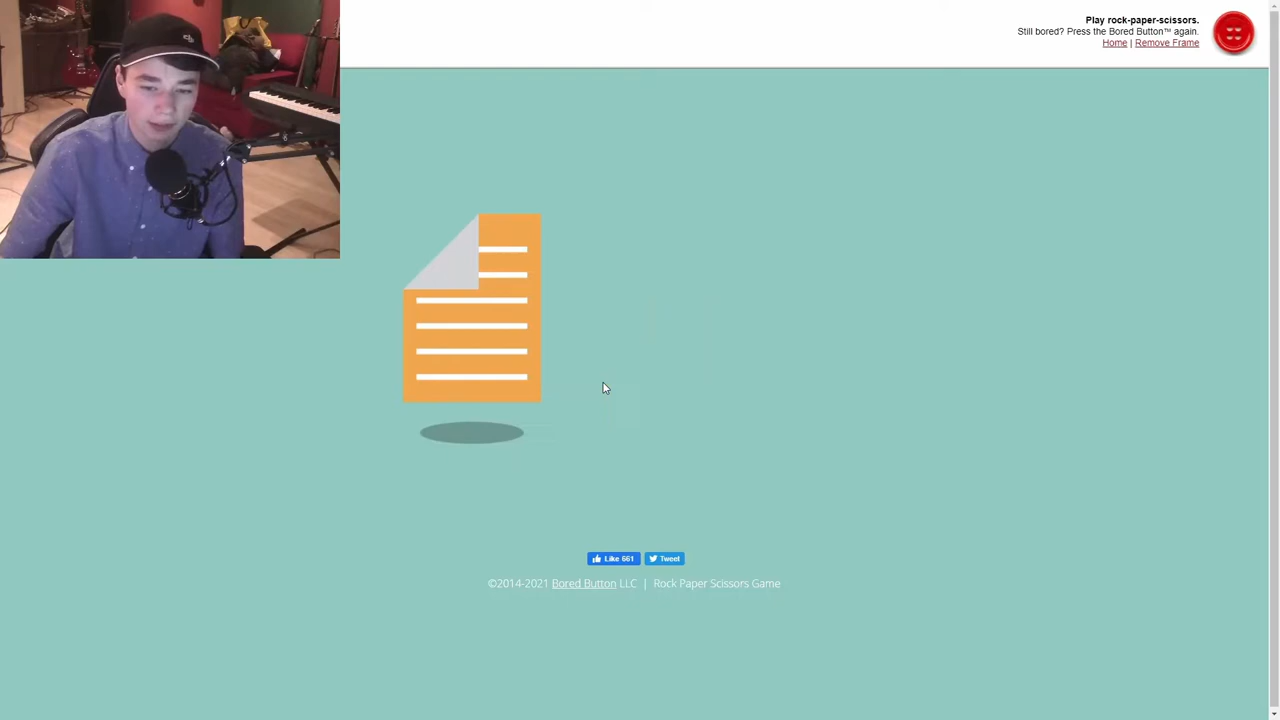 Play rock-paper-scissors.
Still bored? Press the Bored Button™ again.
Home | Remove Frame
Like 661 Tweet
©2014-2021 Bored Button LLC | Rock Paper Scissors Game